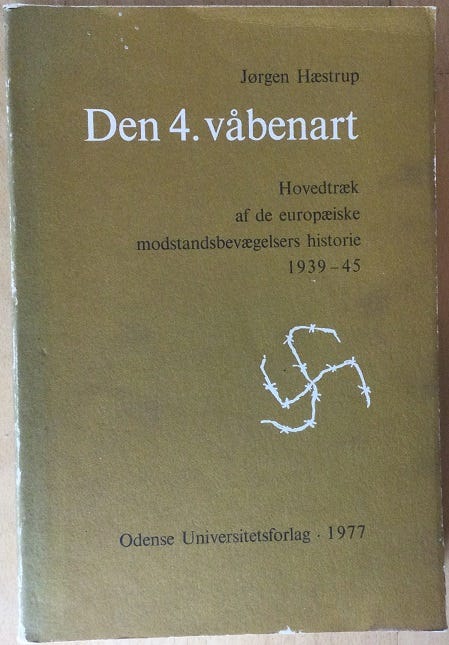 Jørgen Hæstrup
Den 4. våbenart
Hovedtræk
af de europæiske
modstandsbevægelsers historie
1939-45
Odense Universitetsforlag · 1977